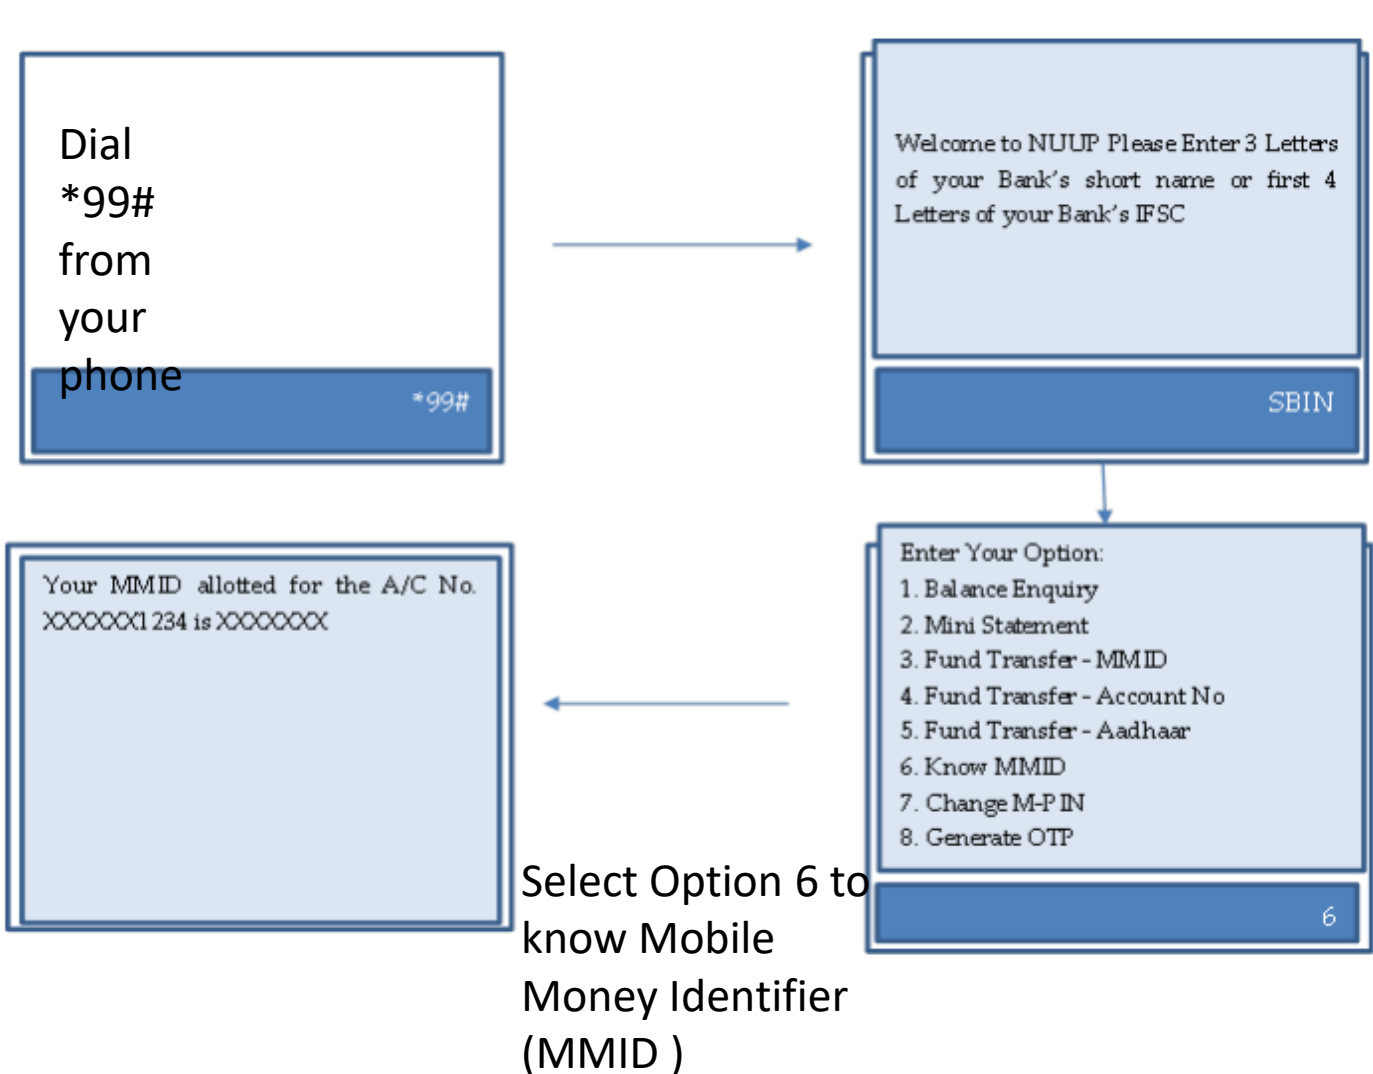 Dial
*99#
from
your
phone
*99#
Welcome to NUUP Please Enter 3 Letters
of your Bank's short name or first 4
Letters of your Bank's IFSC
SBIN
Enter Your Option:
1. Balance Enquiry
2. Mini Statement
3. Fund Transfer - MMID
4. Fund Transfer - Account No
5. Fund Transfer - Aadhaar
6. Know MMID
7. Change M-PIN
8. Generate OTP
6
Select Option 6 to
know Mobile
Money Identifier
(MMID )
Your MMID allotted for the A/C No.
XXXXXXX1234 is XXXXXXXX